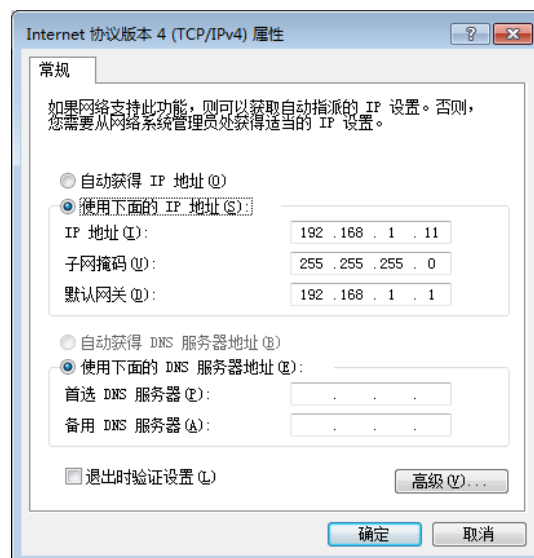 Internet 协议版本 4 (TCP/IPv4) 属性
常规
如果网络支持此功能，则可以获取自动指派的 IP 设置。否则，
您需要从网络系统管理员处获得适当的 IP 设置。
自动获得 IP 地址(O)
使用下面的 IP 地址(S):
IP 地址(I): 192 .168 . 1 . 11
子网掩码(U): 255 .255 .255 . 0
默认网关(D): 192 .168 . 1 . 1
自动获得 DNS 服务器地址(B)
使用下面的 DNS 服务器地址(E):
首选 DNS 服务器(P): . . .
备用 DNS 服务器(A): . . .
退出时验证设置(L)
高级(V)...
确定 取消